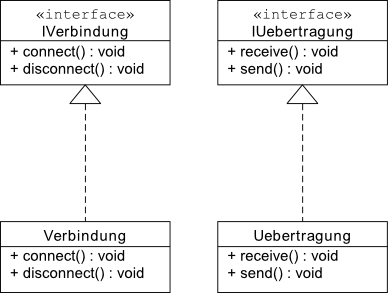 «interface»
IVerbindung
+ connect() : void
+ disconnect() : void
«interface»
IUebertragung
+ receive() : void
+ send() : void
Verbindung
+ connect() : void
+ disconnect() : void
Uebertragung
+ receive() : void
+ send() : void